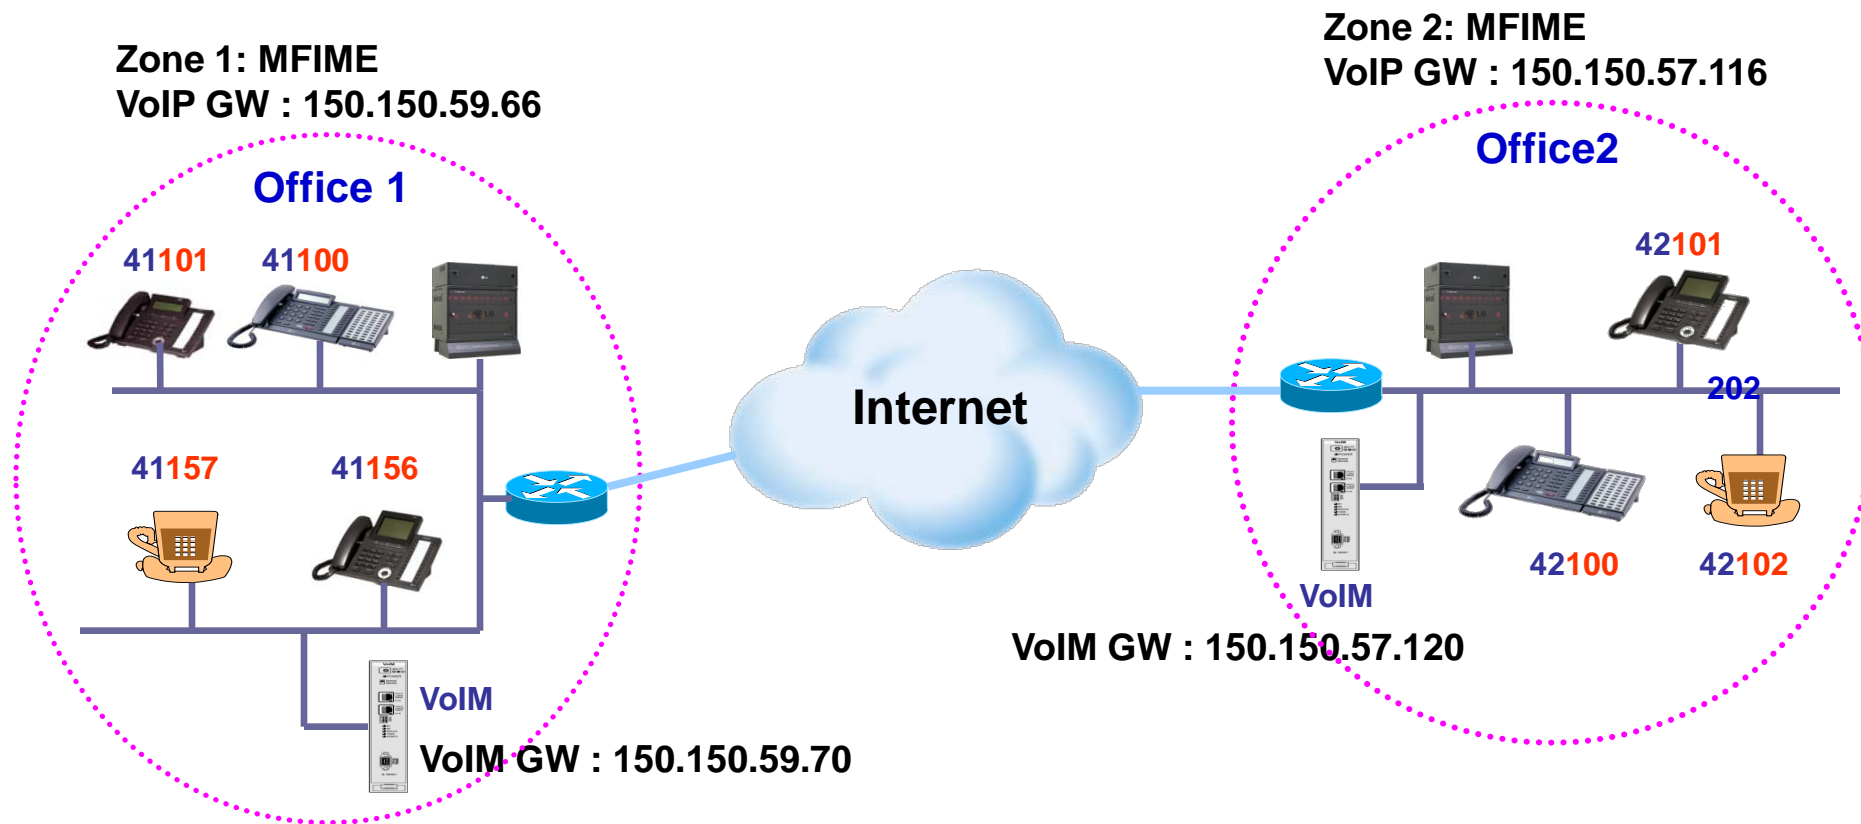 Zone 1: MFIME
VoIP GW : 150.150.59.66
Zone 2: MFIME
VoIP GW : 150.150.57.116
Office 1
Office2
41101
41100
42101
LG
LG
Internet
202
41157
41156
42100
42102
VoIM
VoIM GW : 150.150.57.120
VoIM
VoIM GW : 150.150.59.70